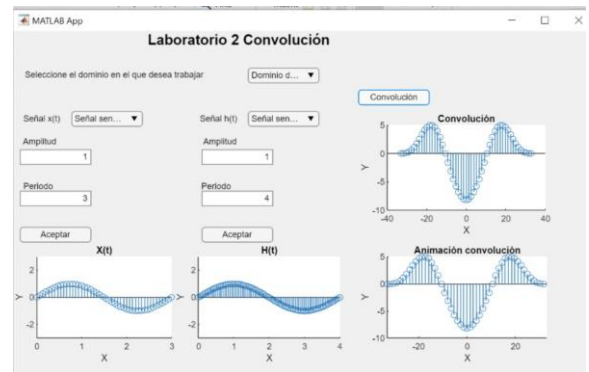 MATLAB App
Laboratorio 2 Convolución
Seleccione el dominio en el que desea trabajar
Dominio d...
Convolución
Señal x(t)
Señal sen...
Señal h(t)
Señal sen...
Amplitud
1
Amplitud
1
Periodo
3
Periodo
4
Aceptar
Aceptar
Convolución
5
0
-5
-10
Y
-40 -20 0 20 40
X
X(t)
2
0
-2
Y
0 1 2 3
X
H(t)
2
0
-2
Y
0 1 2 3 4
X
Animación convolución
5
0
-5
-10
Y
-20 0 20
X